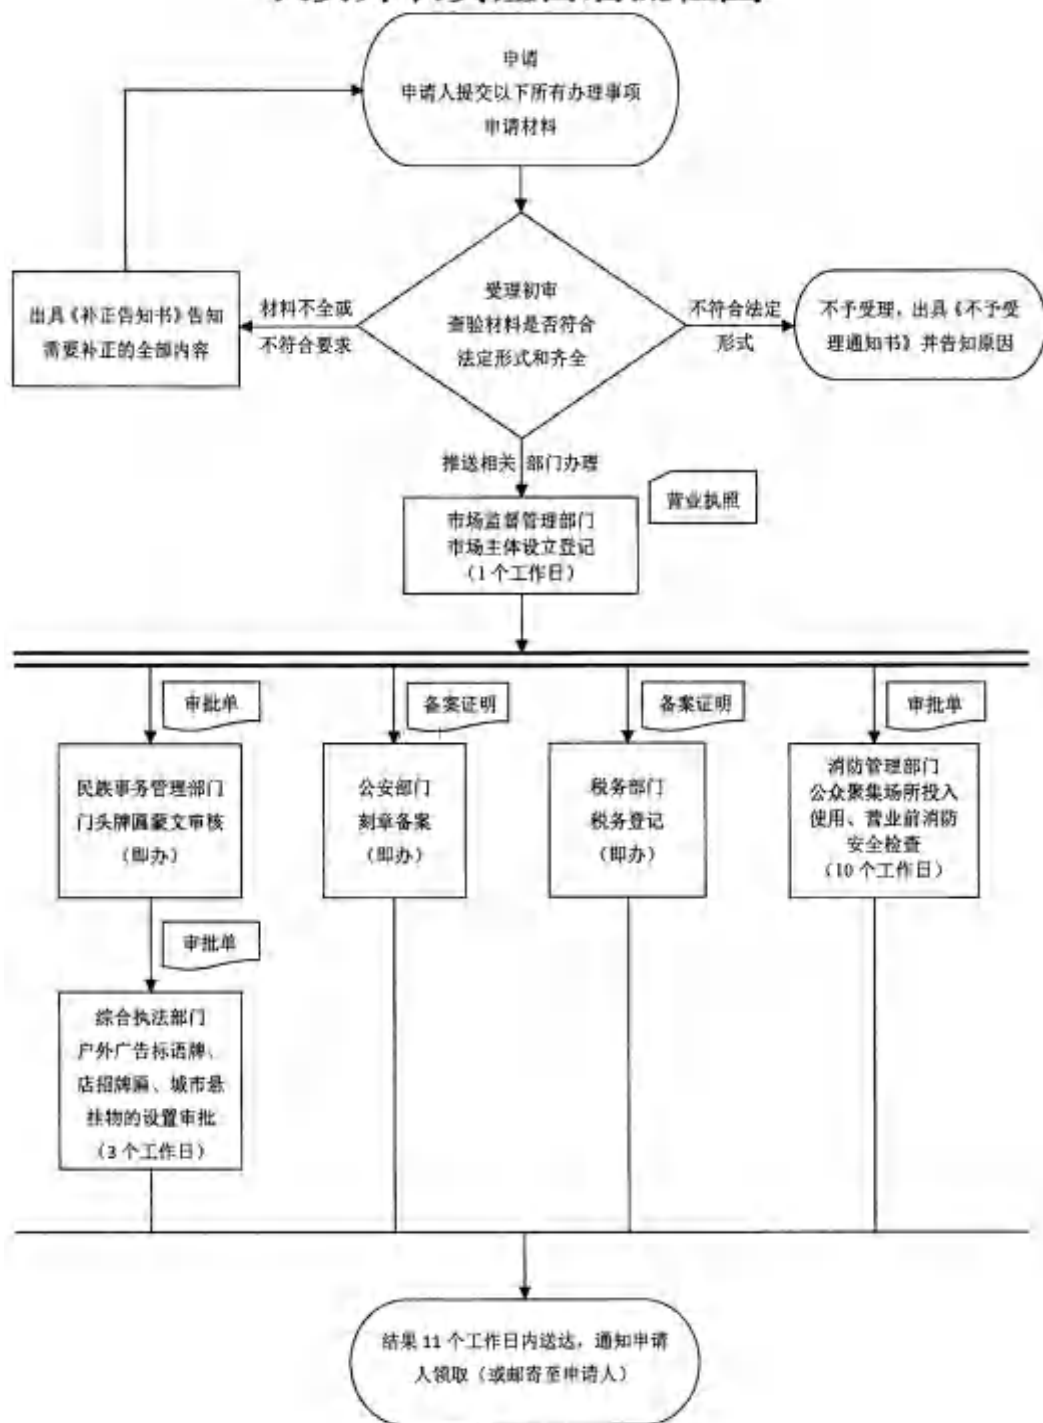 申请
申请人提交以下所有办理事项
申请材料
受理初审
查验材料是否符合
法定形式和齐全
材料不全或
不符合要求
出具《补正告知书》告知
需要补正的全部内容
不符合法定
形式
不予受理，出具《不予受
理通知书》并告知原因
推送相关 部门办理
营业执照
市场监督管理部门
市场主体设立登记
（1个工作日）
审批单
备案证明
备案证明
审批单
民族事务管理部门
门头牌匾蒙文审核
（即办）
公安部门
刻章备案
（即办）
税务部门
税务登记
（即办）
消防管理部门
公众聚集场所投入
使用、营业前消防
安全检查
（10个工作日）
审批单
综合执法部门
户外广告标语牌、
店招牌匾、城市悬
挂物的设置审批
（3个工作日）
结果11个工作日内送达，通知申请
人领取（或邮寄至申请人）